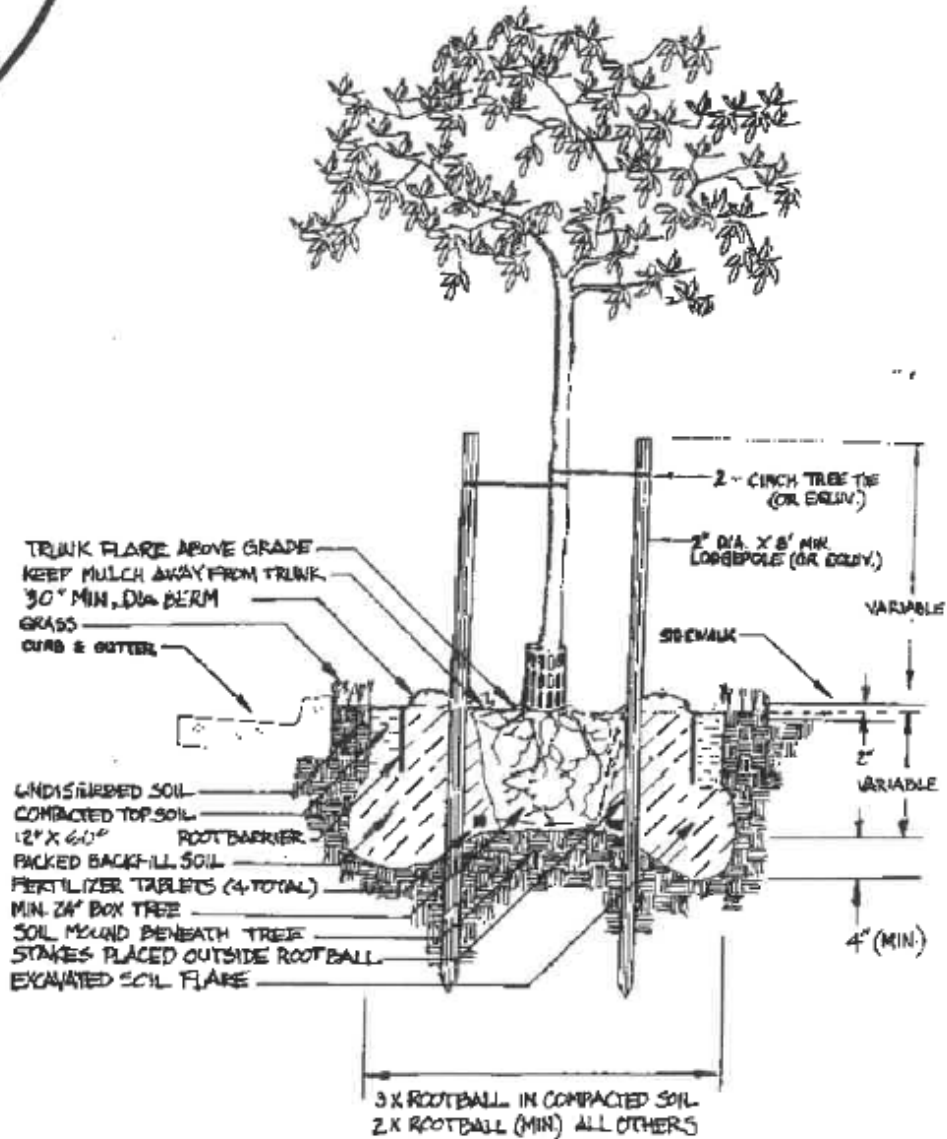 2 - CINCH TREE TIE
(OR EQUIV.)
2" DIA. X 8' MIN.
LODGEPOLE (OR EQUIV.)
TRUNK FLARE ABOVE GRADE
KEEP MULCH AWAY FROM TRUNK
30" MIN. DIA BERM
GRASS
CURB & GUTTER
VARIABLE
SIDEWALK
2"
VARIABLE
UNDISTURBED SOIL
COMPACTED TOP SOIL
12" X 60" ROOT BARRIER
PACKED BACKFILL SOIL
FERTILIZER TABLETS (4 TOTAL)
MIN. 24" BOX TREE
SOIL MOUND BENEATH TREE
STAKES PLACED OUTSIDE ROOTBALL
EXCAVATED SOIL FLARE
4" (MIN.)
3 X ROOTBALL IN COMPACTED SOIL
2 X ROOTBALL (MIN) ALL OTHERS